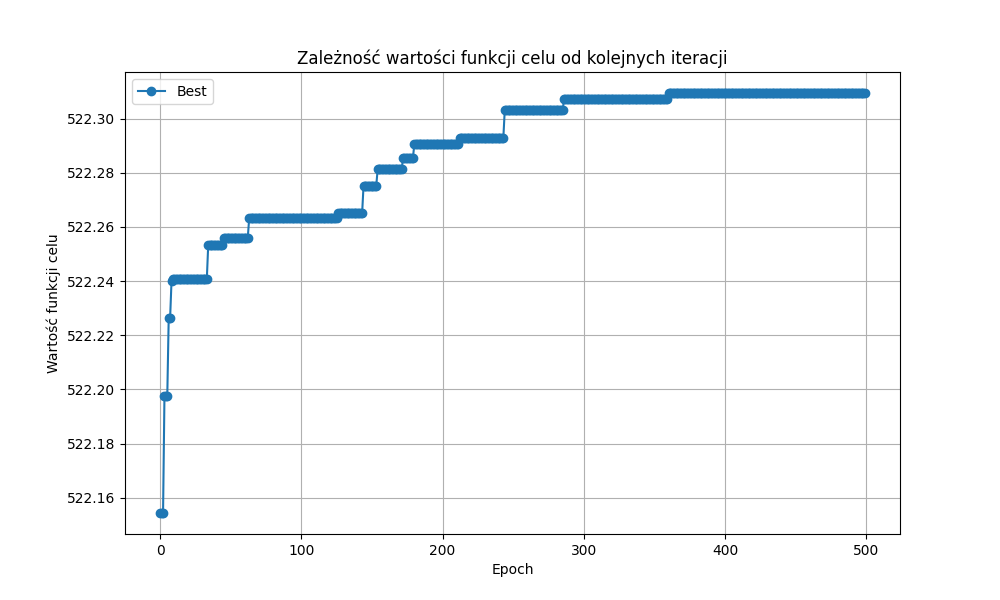 Zależność wartości funkcji celu od kolejnych iteracji
Best
Wartość funkcji celu
522.30
522.28
522.26
522.24
522.22
522.20
522.18
522.16
0 100 200 300 400 500
Epoch